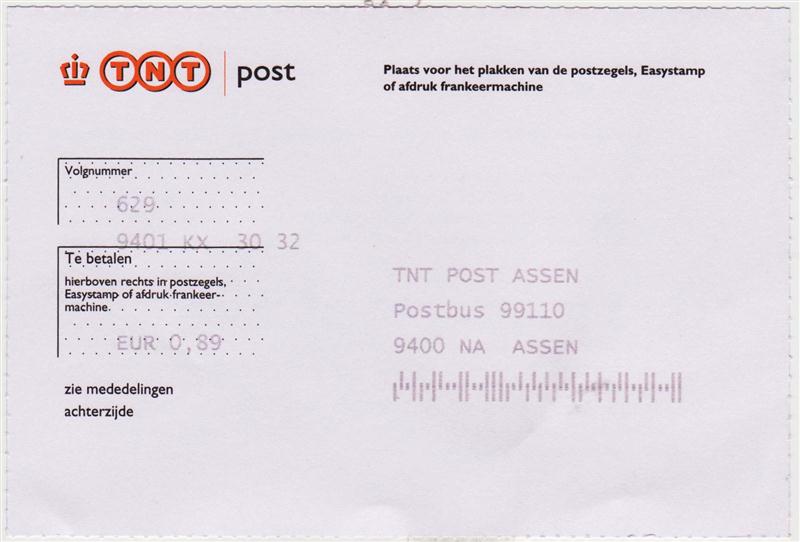 TNT post
Plaats voor het plakken van de postzegels, Easystamp
of afdruk frankeermachine
Volgnummer
629
9401 KX 30 32
Te betalen
hierboven rechts in postzegels,
Easystamp of afdruk frankeer-
machine.
EUR 0,89
TNT POST ASSEN
Postbus 99110
9400 NA ASSEN
zie mededelingen
achterzijde